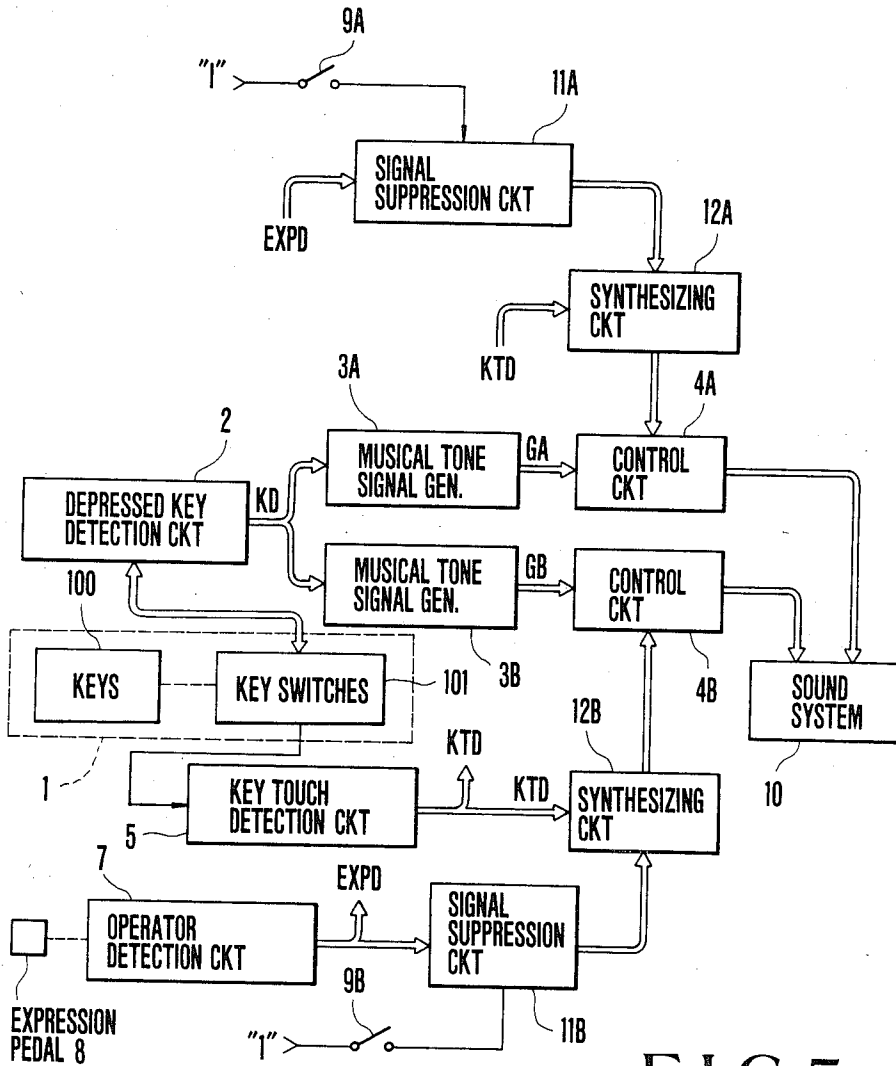 9A
"1"
11A
SIGNAL
SUPPRESSION CKT
EXPD
12A
SYNTHESIZING
CKT
KTD
3A
4A
2
MUSICAL TONE
SIGNAL GEN.
GA
CONTROL
CKT
DEPRESSED KEY
DETECTION CKT
KD
MUSICAL TONE
SIGNAL GEN.
GB
CONTROL
CKT
100
3B
4B
KEYS
KEY SWITCHES
101
SOUND
SYSTEM
12B
KTD
1
10
KEY TOUCH
DETECTION CKT
KTD
SYNTHESIZING
CKT
5
7
EXPD
OPERATOR
DETECTION CKT
SIGNAL
SUPPRESSION
CKT
9B
EXPRESSION
PEDAL 8
"1"
11B